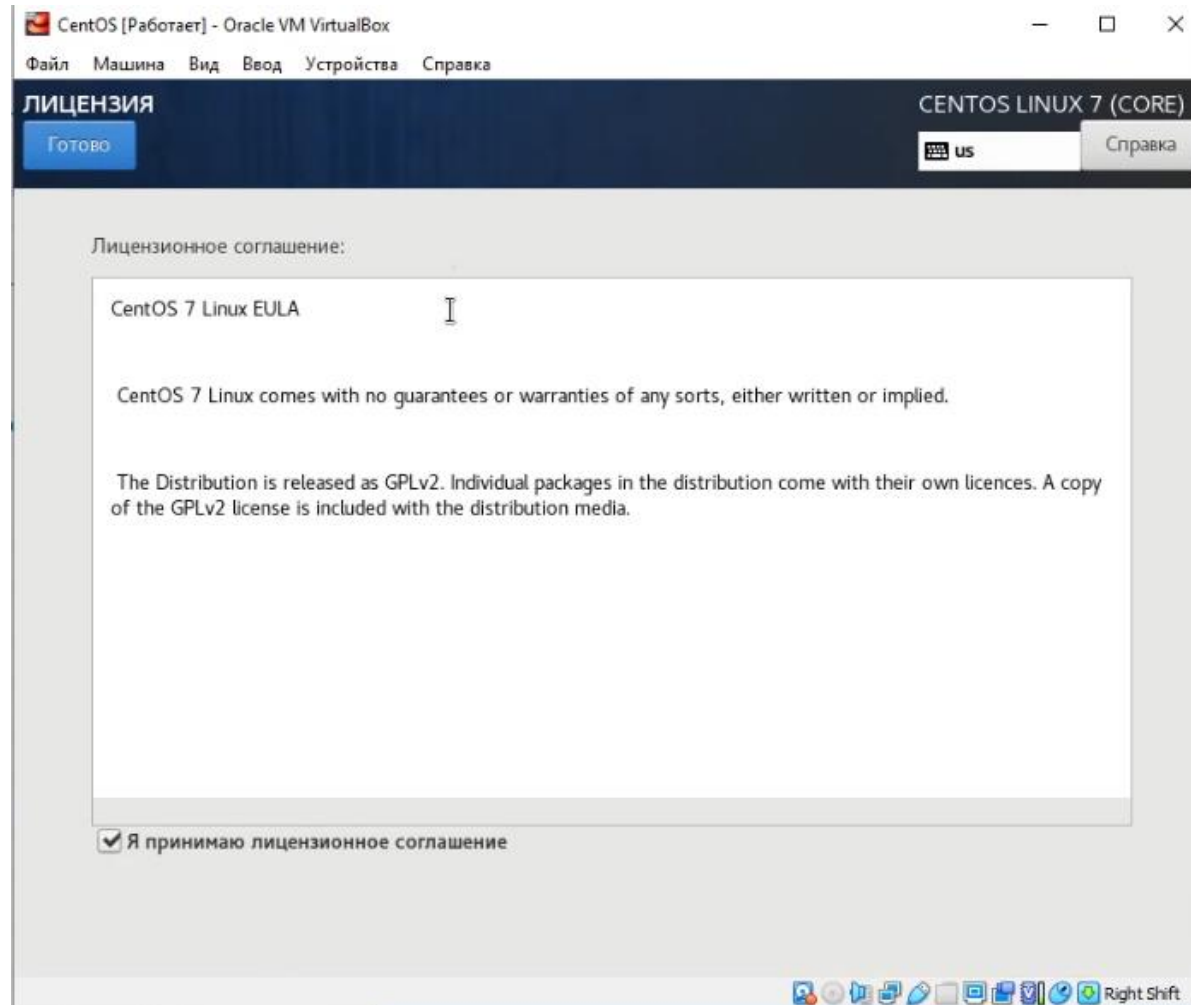 CentOS [Работает] - Oracle VM VirtualBox
Файл Машина Вид Ввод Устройства Справка
ЛИЦЕНЗИЯ
CENTOS LINUX 7 (CORE)
Готово
us
Справка
Лицензионное соглашение:
CentOS 7 Linux EULA
CentOS 7 Linux comes with no guarantees or warranties of any sorts, either written or implied.
The Distribution is released as GPLv2. Individual packages in the distribution come with their own licences. A copy
of the GPLv2 license is included with the distribution media.
Я принимаю лицензионное соглашение
Right Shift